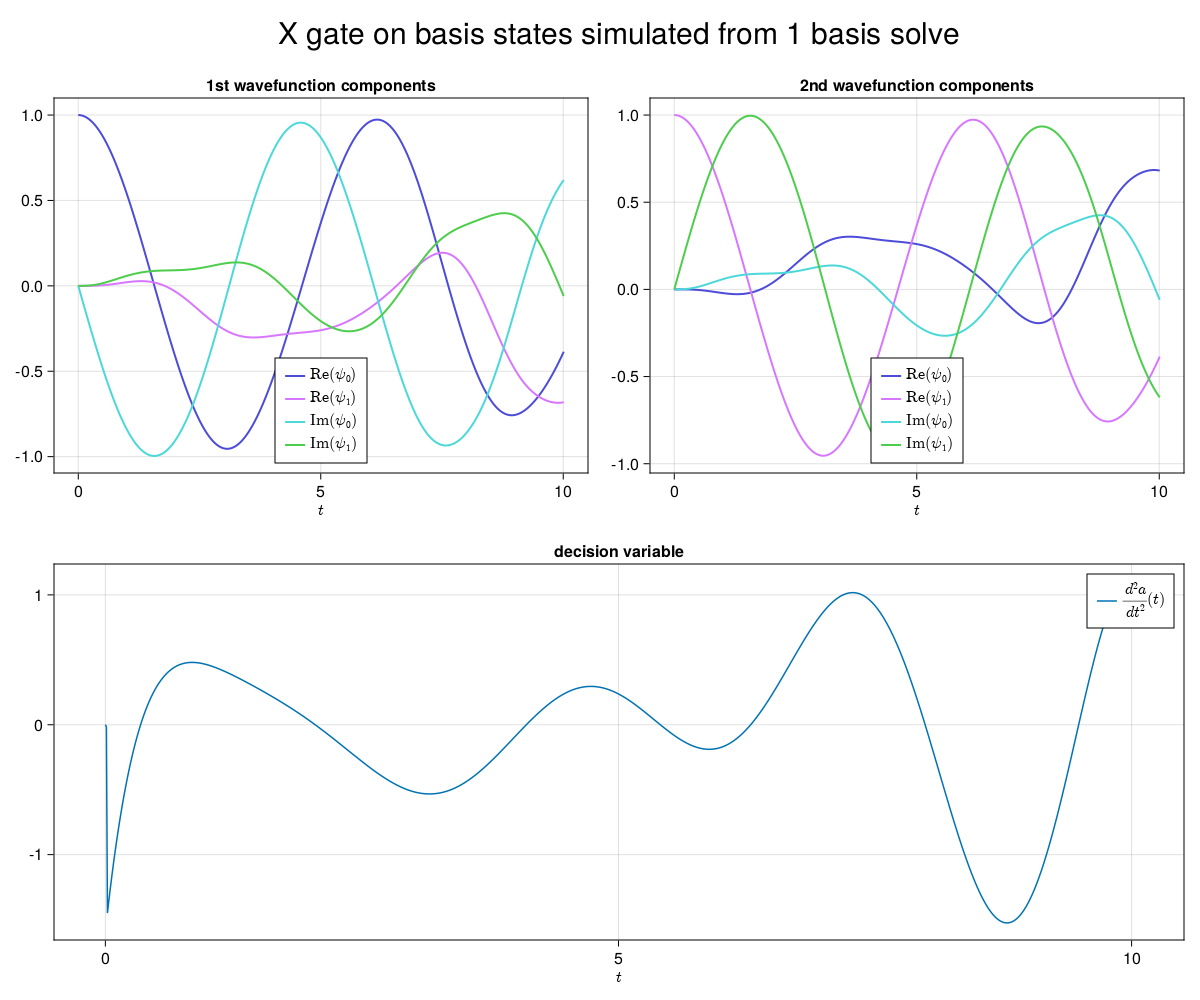 X gate on basis states simulated from 1 basis solve
1st wavefunction components
1.0
0.5
0.0
-0.5
-1.0
Re(ψ₀)
Re(ψ₁)
Im(ψ₀)
Im(ψ₁)
0
5
10
t
2nd wavefunction components
1.0
0.5
0.0
-0.5
-1.0
Re(ψ₀)
Re(ψ₁)
Im(ψ₀)
Im(ψ₁)
0
5
10
t
decision variable
1
0
-1
d²a
dt²
(t)
0
5
10
t